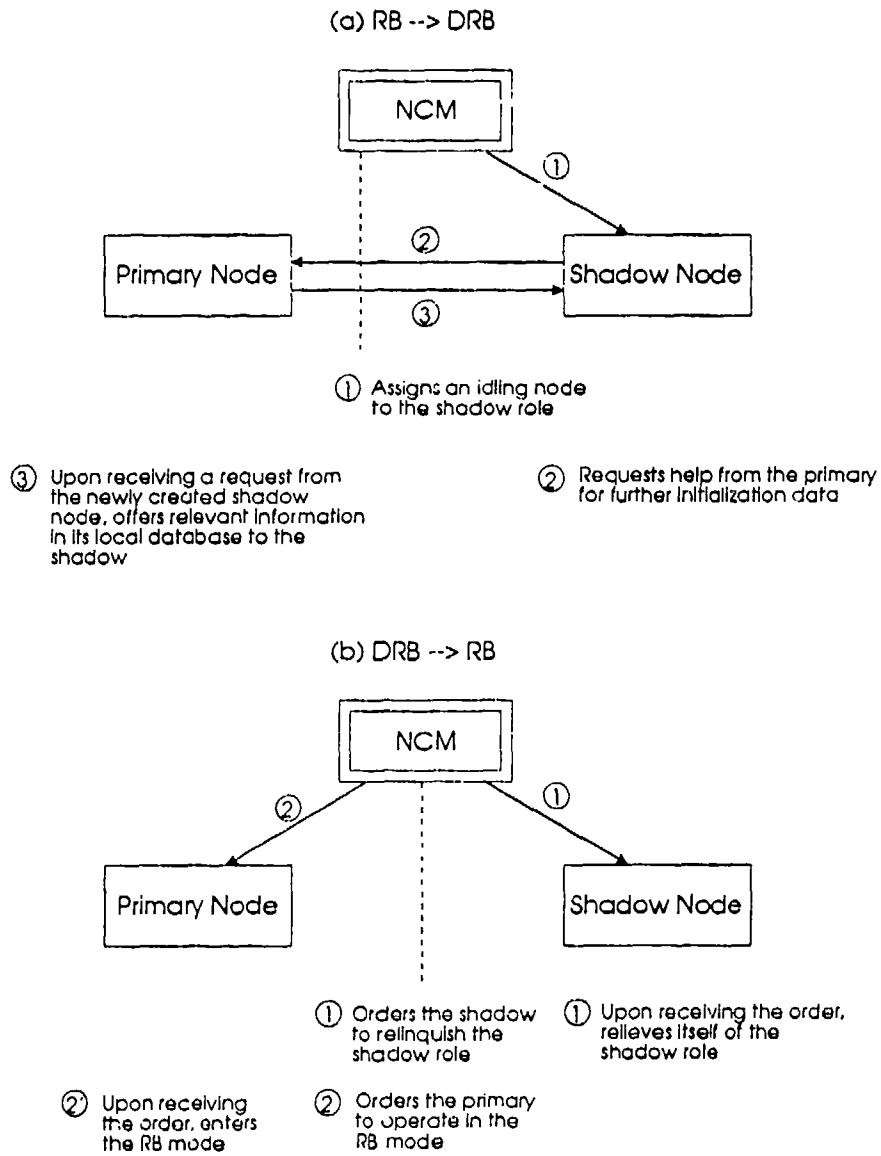 (a) RB --> DRB
NCM
①
②
Primary Node
Shadow Node
③
① Assigns an idling node
to the shadow role
③ Upon receiving a request from
the newly created shadow
node, offers relevant information
in its local database to the
shadow
② Requests help from the primary
for further initialization data
(b) DRB --> RB
NCM
②
①
Primary Node
Shadow Node
① Orders the shadow
to relinquish the
shadow role
① Upon receiving the order,
relieves itself of the
shadow role
②' Upon receiving
the order, enters
the RB mode
② Orders the primary
to operate in the
RB mode